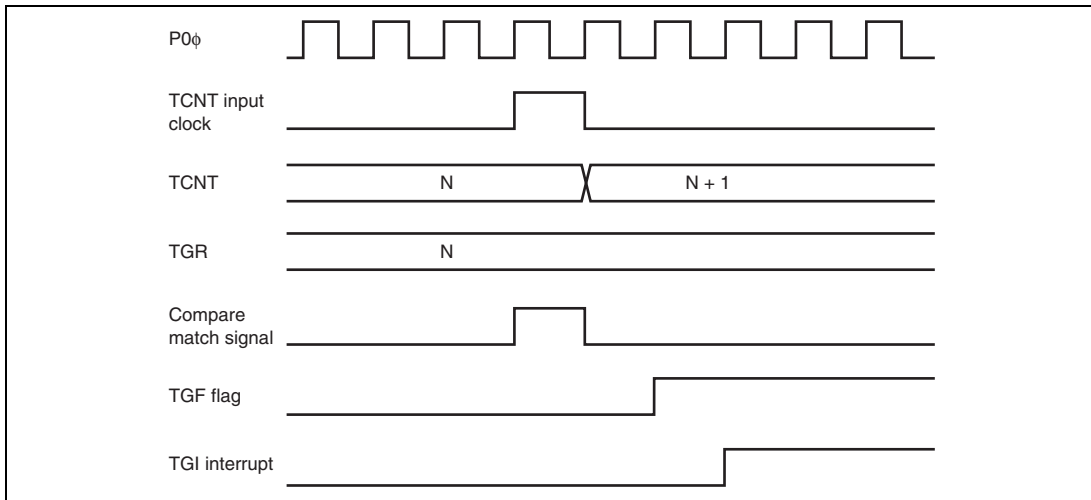 P0ϕ
TCNT input
clock
TCNT
N
N + 1
TGR
N
Compare
match signal
TGF flag
TGI interrupt